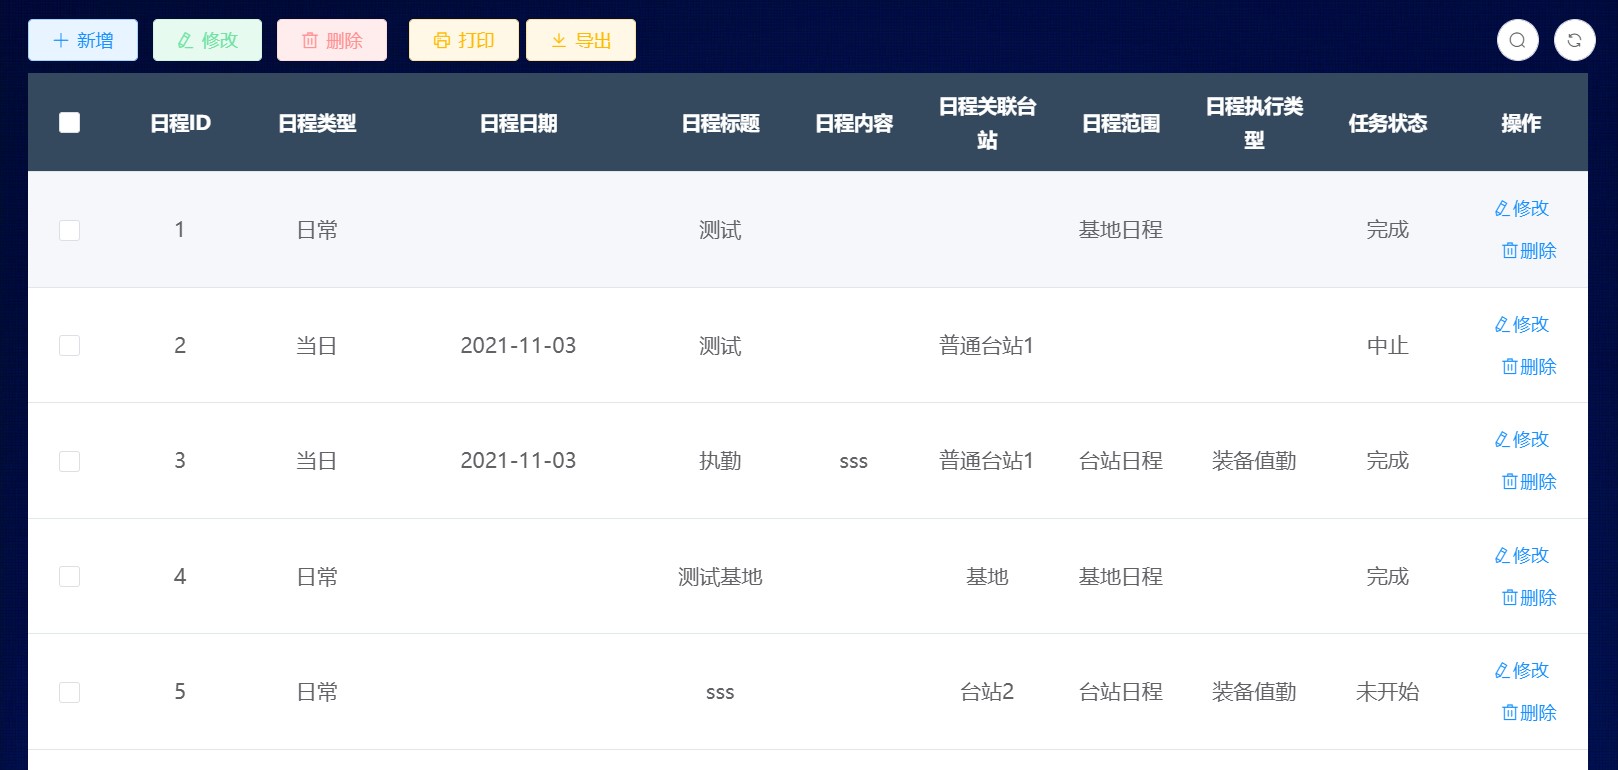 新增 修改 删除 打印 导出
日程ID 日程类型 日程日期 日程标题 日程内容 日程关联台站 日程范围 日程执行类型 任务状态 操作
1 日常 测试 基地日程 完成 修改
删除
2 当日 2021-11-03 测试 普通台站1 中止 修改
删除
3 当日 2021-11-03 执勤 sss 普通台站1 台站日程 装备值勤 完成 修改
删除
4 日常 测试基地 基地 基地日程 完成 修改
删除
5 日常 sss 台站2 台站日程 装备值勤 未开始 修改
删除